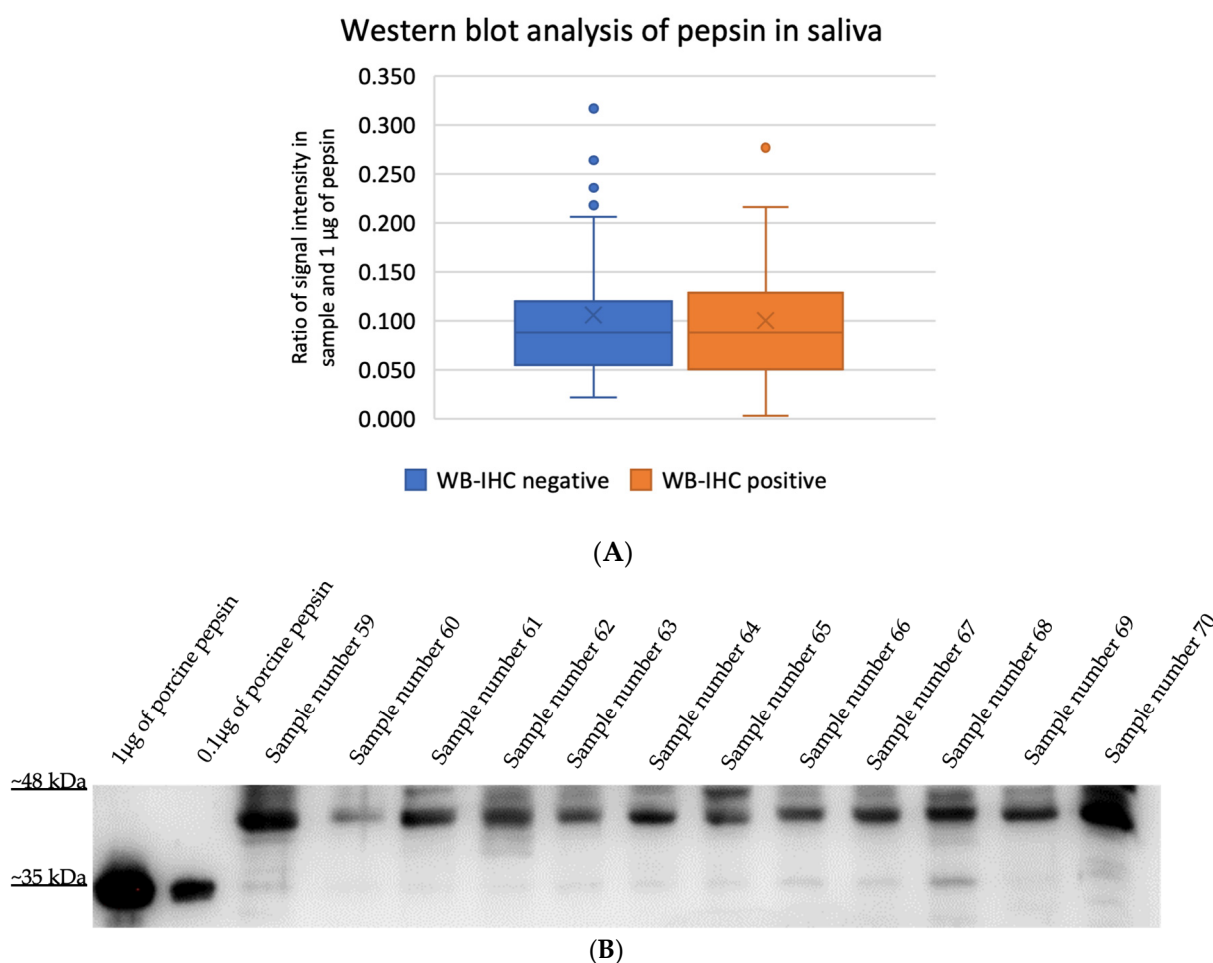 Western blot analysis of pepsin in saliva
Ratio of signal intensity in
sample and 1 µg of pepsin
0.350
0.300
0.250
0.200
0.150
0.100
0.050
0.000
WB-IHC negative
WB-IHC positive
(A)
1µg of porcine pepsin
0.1µg of porcine pepsin
Sample number 59
Sample number 60
Sample number 61
Sample number 62
Sample number 63
Sample number 64
Sample number 65
Sample number 66
Sample number 67
Sample number 68
Sample number 69
Sample number 70
~48 kDa
~35 kDa
(B)